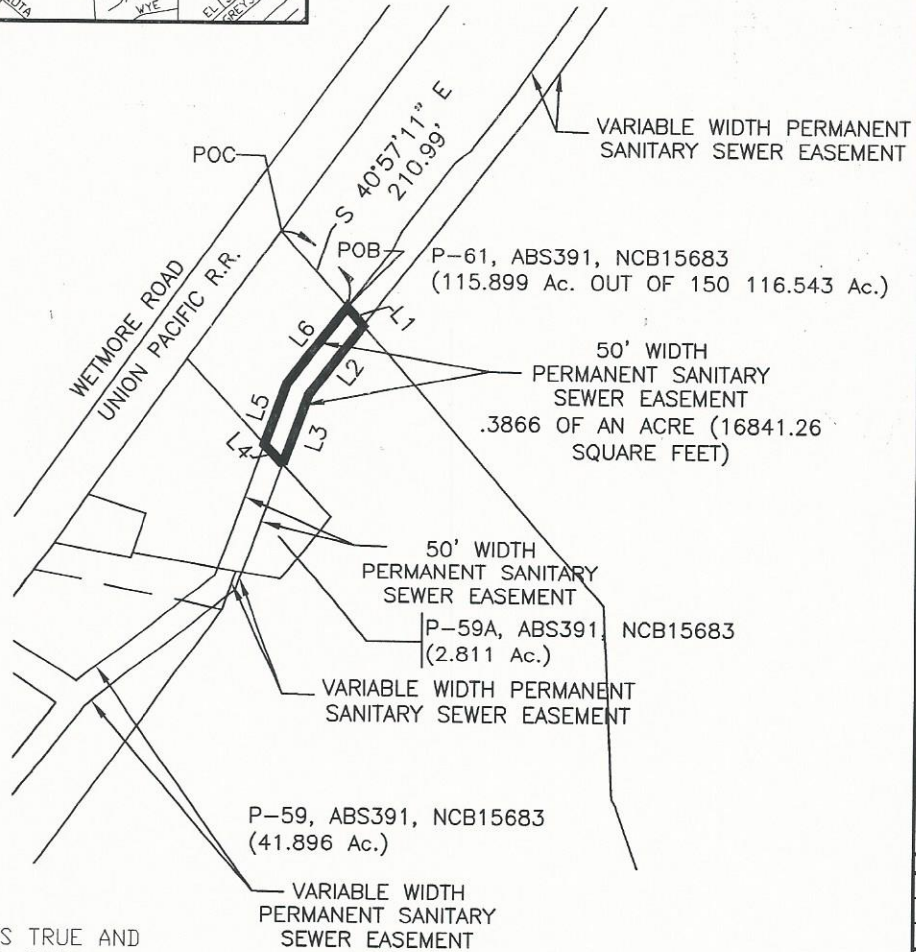 WYE
VARIABLE WIDTH PERMANENT
SANITARY SEWER EASEMENT
POC
S 40°57'11" E
210.99'
POB
P-61, ABS391, NCB15683
(115.899 Ac. OUT OF 150 116.543 Ac.)
WETMORE ROAD
UNION PACIFIC R.R.
L1
L6
L2
50' WIDTH
PERMANENT SANITARY
SEWER EASEMENT
.3866 OF AN ACRE (16841.26
SQUARE FEET)
L5
L3
L4
50' WIDTH
PERMANENT SANITARY
SEWER EASEMENT
P-59A, ABS391, NCB15683
(2.811 Ac.)
VARIABLE WIDTH PERMANENT
SANITARY SEWER EASEMENT
P-59, ABS391, NCB15683
(41.896 Ac.)
VARIABLE WIDTH
PERMANENT SANITARY
SEWER EASEMENT
S TRUE AND